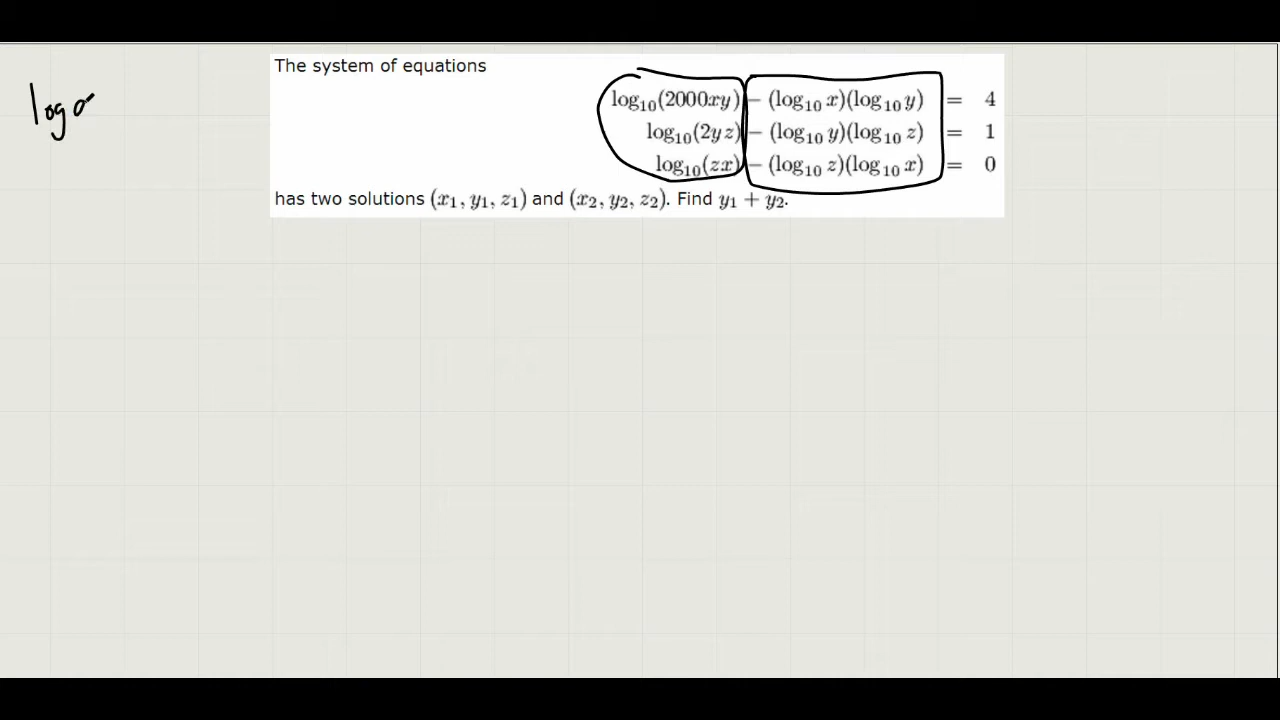 The system of equations
log a
log₁₀(2000xy) − (log₁₀ x)(log₁₀ y) = 4
log₁₀(2yz) − (log₁₀ y)(log₁₀ z) = 1
log₁₀(zx) − (log₁₀ z)(log₁₀ x) = 0
has two solutions (x₁, y₁, z₁) and (x₂, y₂, z₂). Find y₁ + y₂.